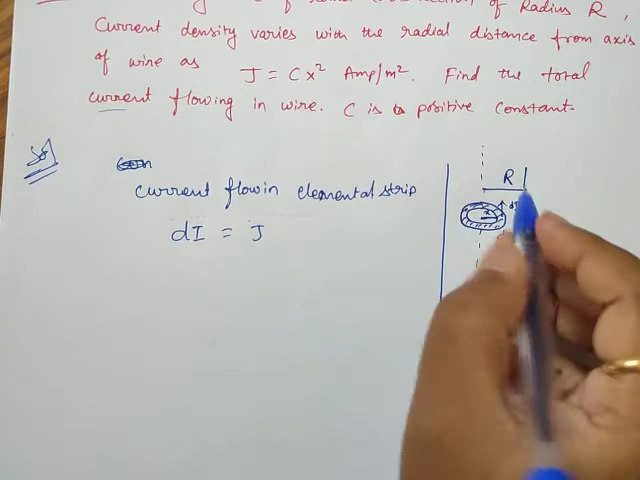 of Radius R,
Current density varies with the radial distance from axis
of wire as J = Cx² Amp/m². Find the total
current flowing in wire. C is positive constant.
Sol
Current flow in elemental strip
dI = J
R
x
dI